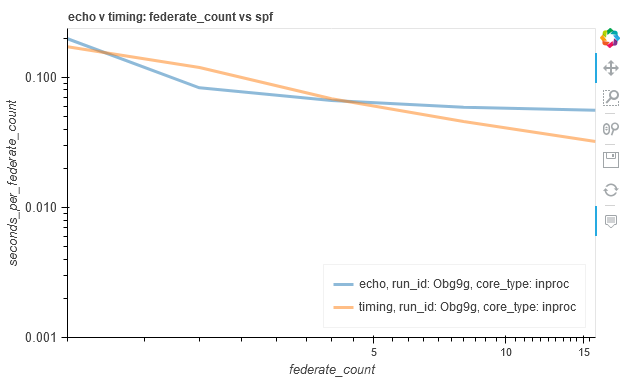 echo v timing: federate_count vs spf
0.100
0.010
0.001
seconds_per_federate_count
echo, run_id: Obg9g, core_type: inproc
timing, run_id: Obg9g, core_type: inproc
5
10
15
federate_count